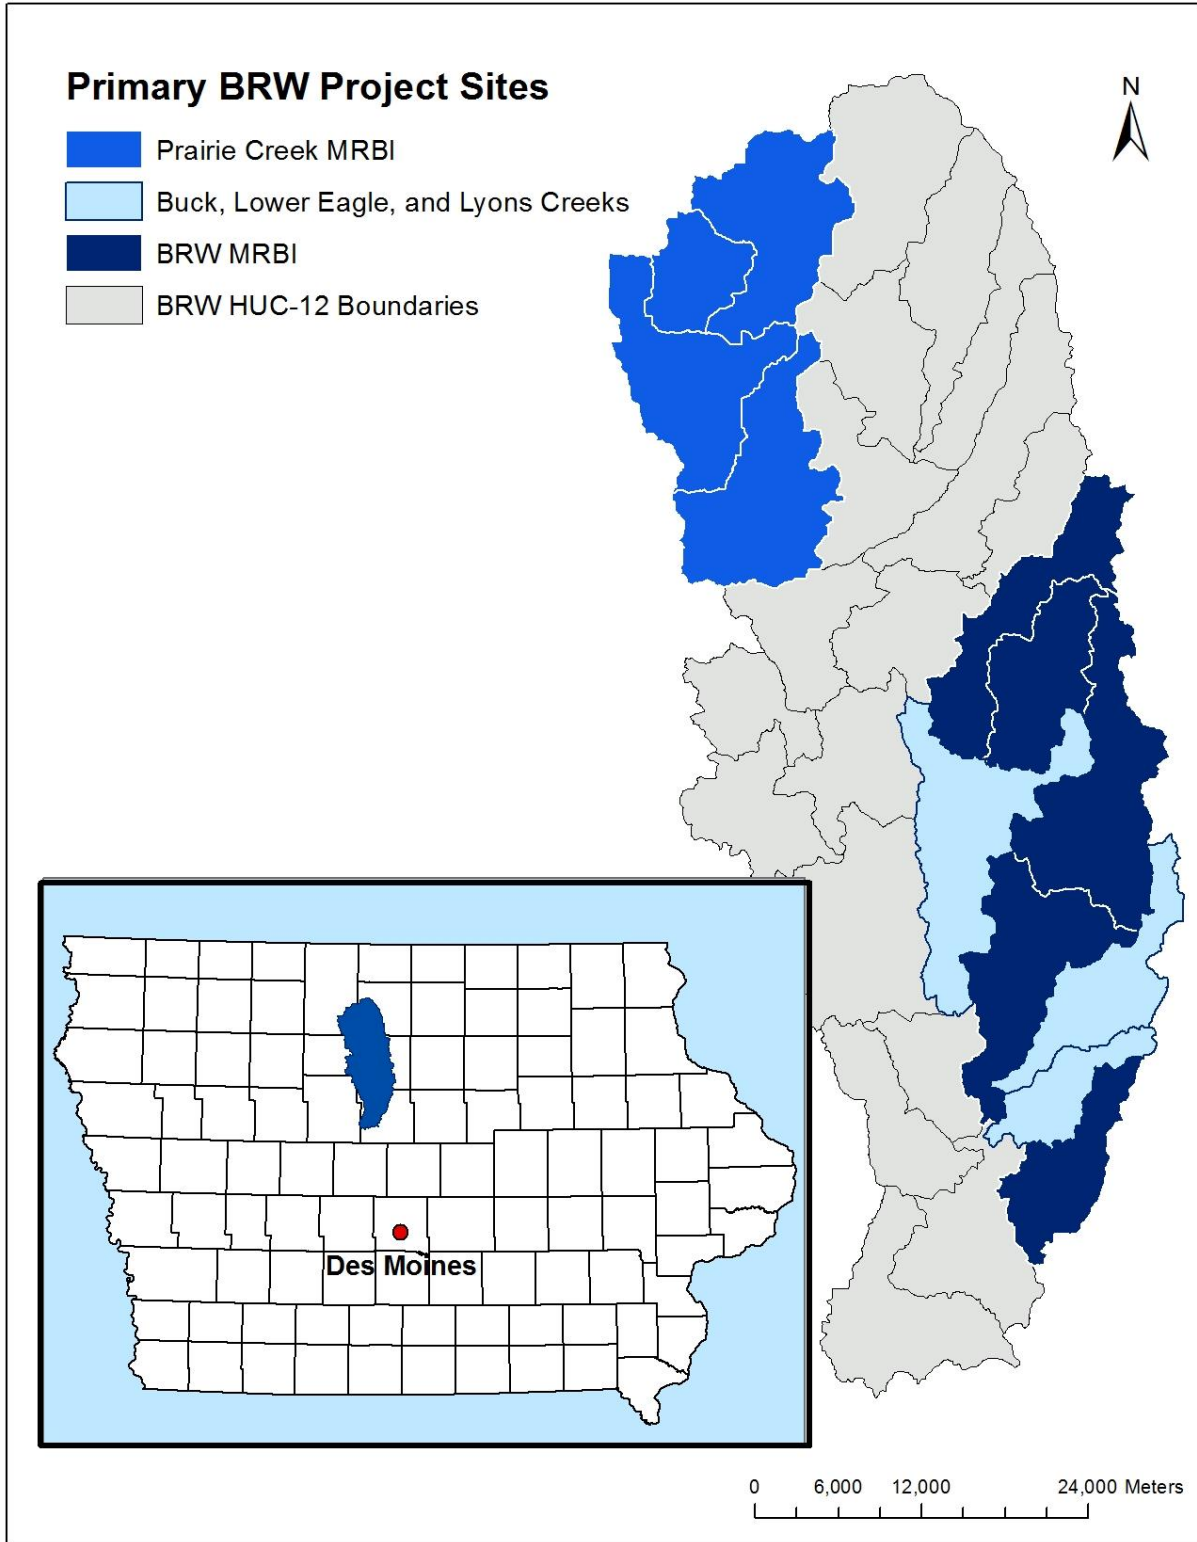 Primary BRW Project Sites
N
Prairie Creek MRBI
Buck, Lower Eagle, and Lyons Creeks
BRW MRBI
BRW HUC-12 Boundaries
Des Moines
0 6,000 12,000 24,000 Meters